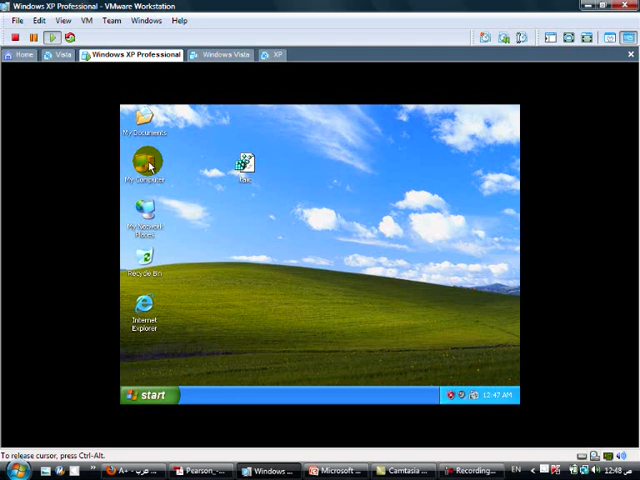 Windows XP Professional - VMware Workstation
File Edit View VM Team Windows Help
Home Vista Windows XP Professional Windows Vista XP
My Documents
My Computer
My Network
Places
Recycle Bin
Internet
Explorer
start
12:47 AM
To release cursor, press Ctrl-Alt.
A+ - عرب ... Pearson_-... Windows ... Microsoft ... Camtasia ... Recording... EN 12:48 ص